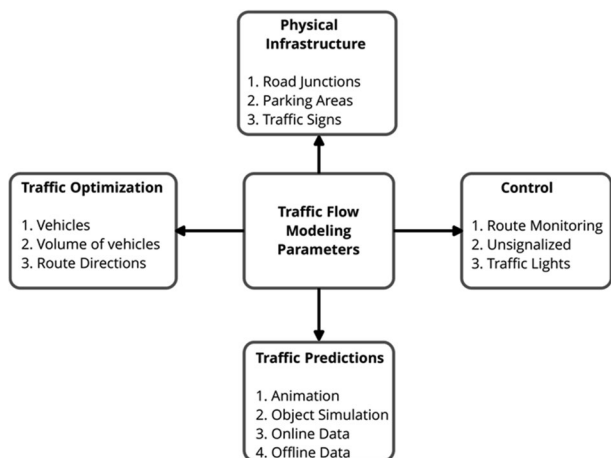 Physical
Infrastructure
1. Road Junctions
2. Parking Areas
3. Traffic Signs
Traffic Optimization
1. Vehicles
2. Volume of vehicles
3. Route Directions
Traffic Flow
Modeling
Parameters
Control
1. Route Monitoring
2. Unsignalized
3. Traffic Lights
Traffic Predictions
1. Animation
2. Object Simulation
3. Online Data
4. Offline Data